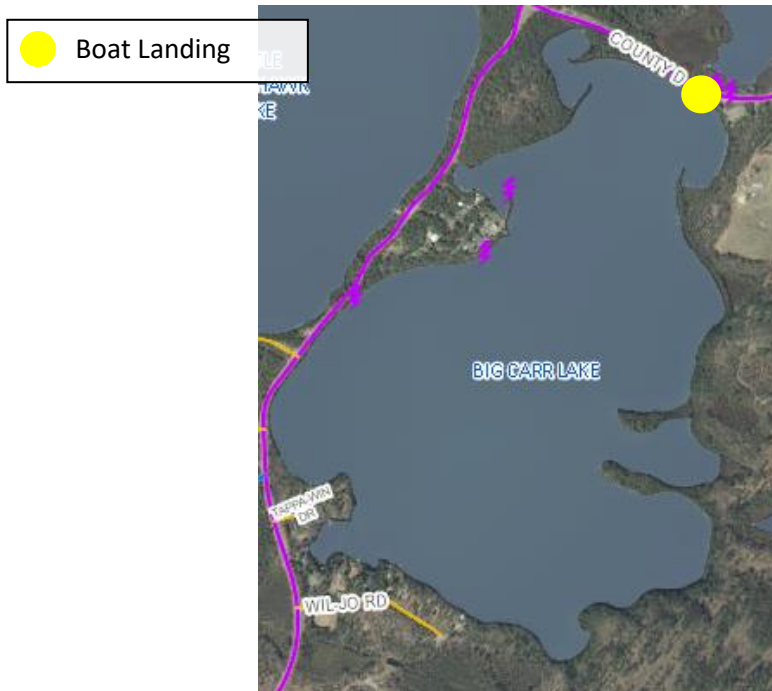 Boat Landing
COUNTY D
BIG CARR LAKE
TAPPA-WIN
DR
WIL-JO RD